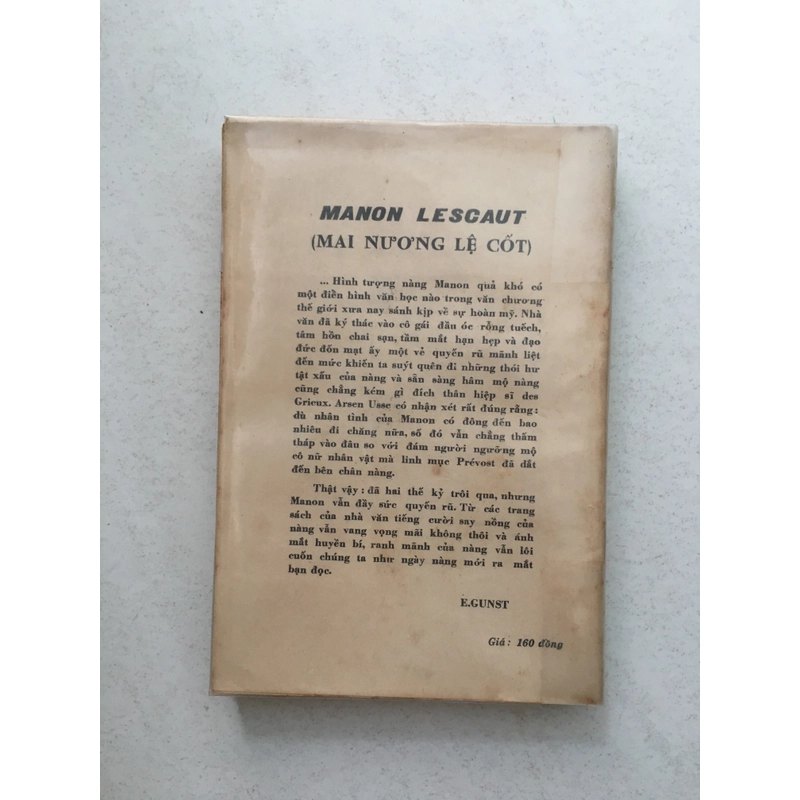 MANON LESCAUT
(MAI NƯƠNG LỆ CỐT)
... Hình tượng nàng Manon quả khó có
một điển hình văn học nào trong văn chương
thế giới xưa nay sánh kịp về sự hoàn mỹ. Nhà
văn đã ký thác vào cô gái đầu óc rỗng tuếch,
tâm hồn chai sạn, tầm mắt hạn hẹp và đạo
đức đốn mạt ấy một vẻ quyến rũ mãnh liệt
đến mức khiến ta suýt quên đi những thói hư
tật xấu của nàng và sẵn sàng hâm mộ nàng
cũng chẳng kém gì đích thân hiệp sĩ des
Grieux. Arsen Usse có nhận xét rất đúng rằng:
dù nhân tình của Manon có đông đến bao
nhiêu đi chăng nữa, số đó vẫn chẳng thấm
tháp vào đâu so với đám người ngưỡng mộ
cô nữ nhân vật mà linh mục Prévost đã dắt
đến bên chân nàng.
Thật vậy: đã hai thế kỷ trôi qua, nhưng
Manon vẫn đầy sức quyến rũ. Từ các trang
sách của nhà văn tiếng cười say nồng của
nàng vẫn vang vọng mãi không thôi và ánh
mắt huyền bí, ranh mãnh của nàng vẫn lôi
cuốn chúng ta như ngày nàng mới ra mắt
bạn đọc.
E.GUNST
Giá: 160 đồng